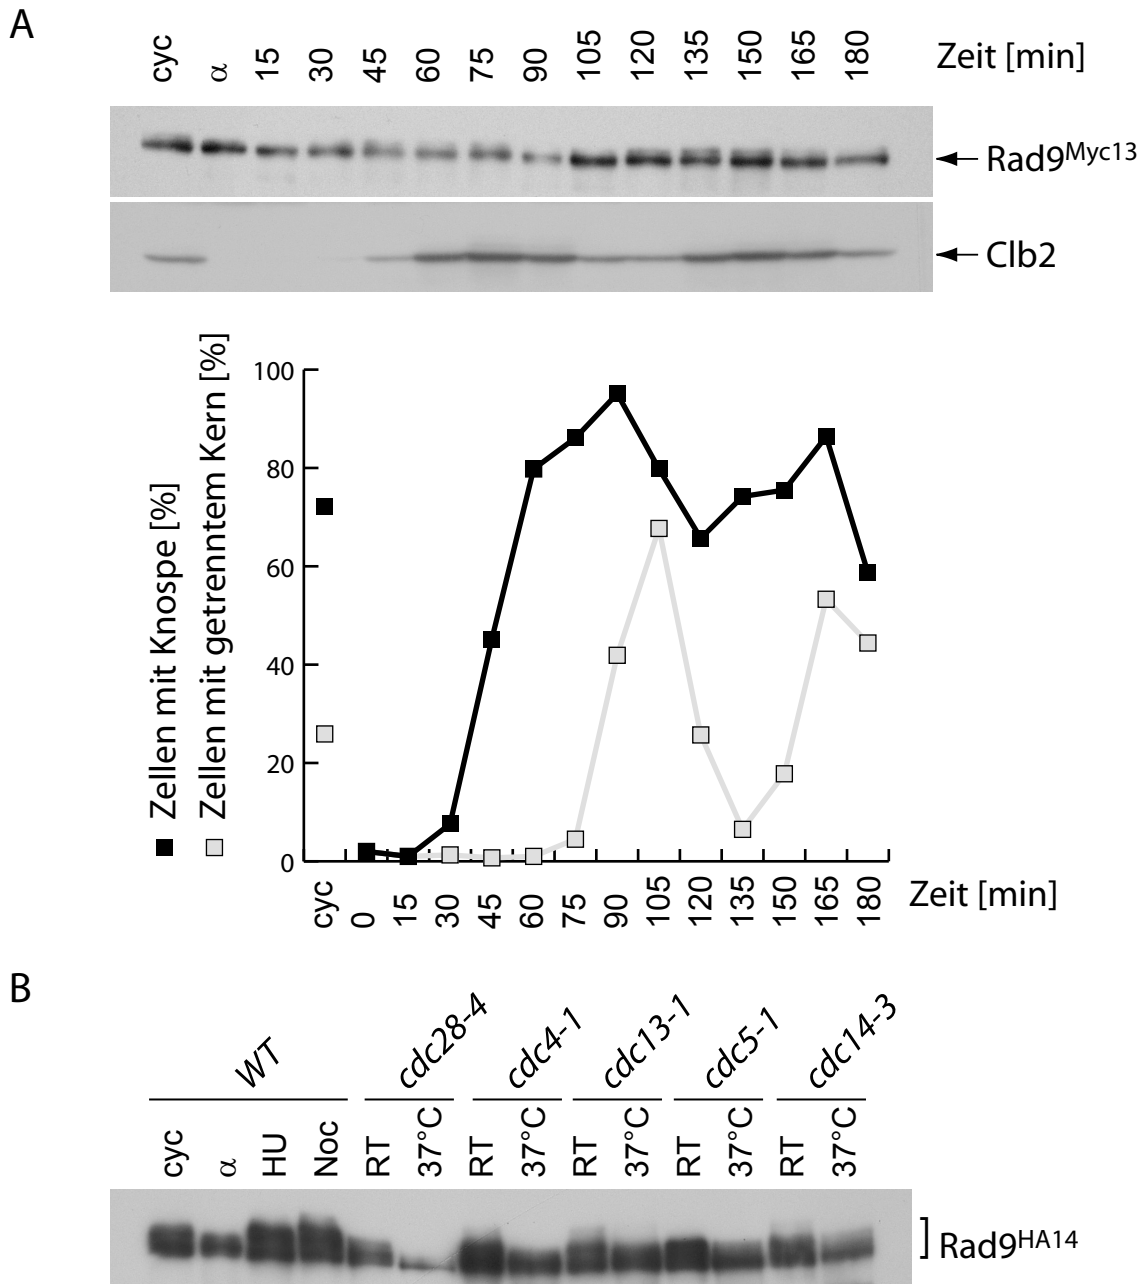 A
cyc α 15 30 45 60 75 90 105 120 135 150 165 180 Zeit [min]
Rad9Myc13
Clb2
Zellen mit Knospe [%]
Zellen mit getrenntem Kern [%]
100
80
60
40
20
0
cyc 0 15 30 45 60 75 90 105 120 135 150 165 180 Zeit [min]
B
WT cdc28-4 cdc4-1 cdc13-1 cdc5-1 cdc14-3
cyc α HU Noc RT 37°C RT 37°C RT 37°C RT 37°C RT 37°C
Rad9HA14